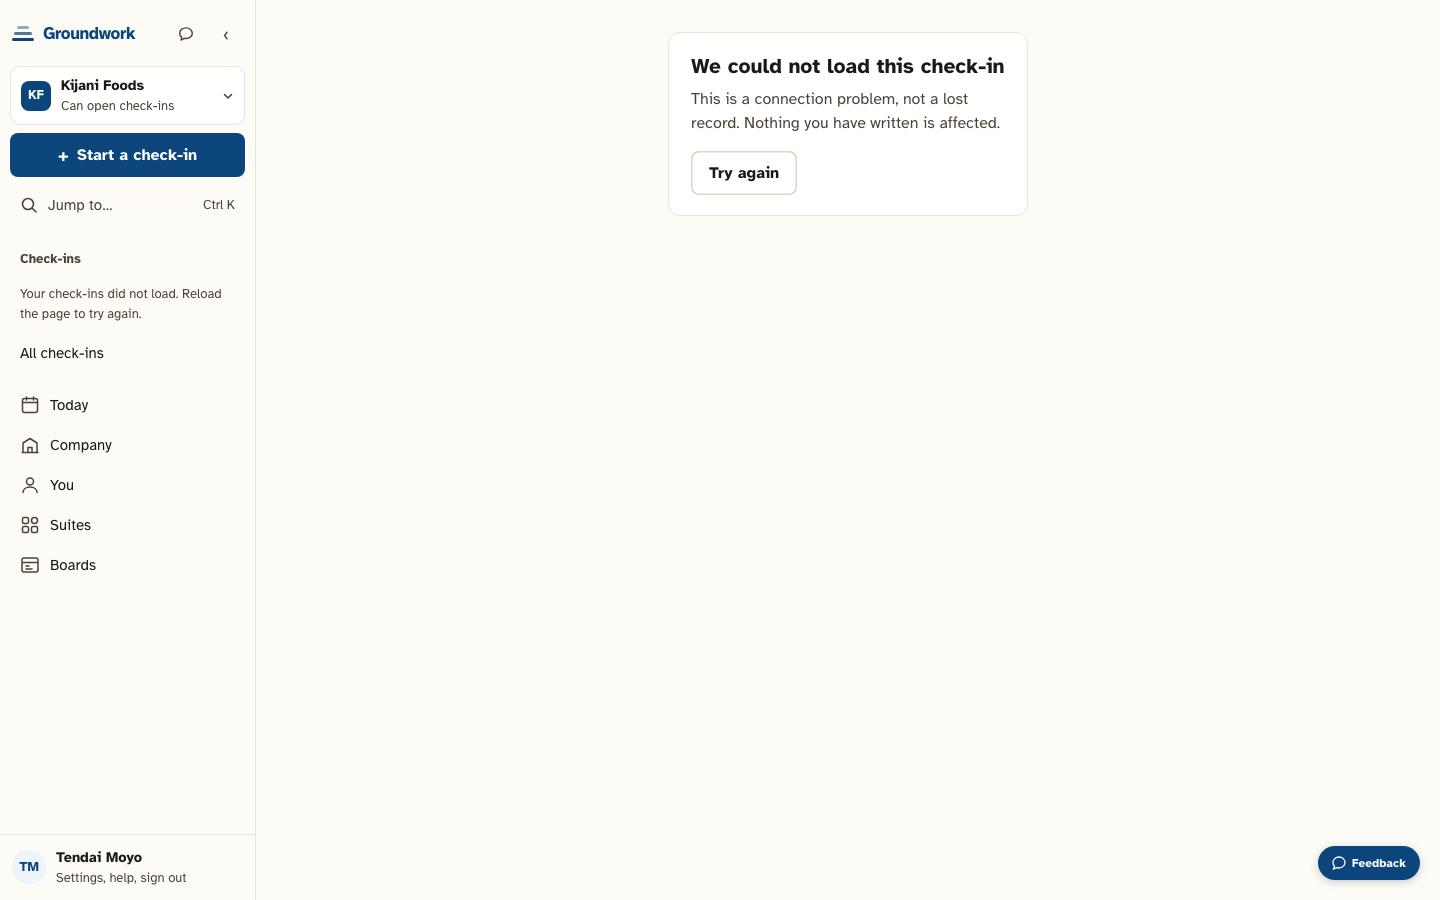 Groundwork
KF
Kijani Foods
Can open check-ins
+ Start a check-in
Jump to...
Ctrl K
Check-ins
Your check-ins did not load. Reload
the page to try again.
All check-ins
Today
Company
You
Suites
Boards
TM
Tendai Moyo
Settings, help, sign out
We could not load this check-in
This is a connection problem, not a lost
record. Nothing you have written is affected.
Try again
Feedback